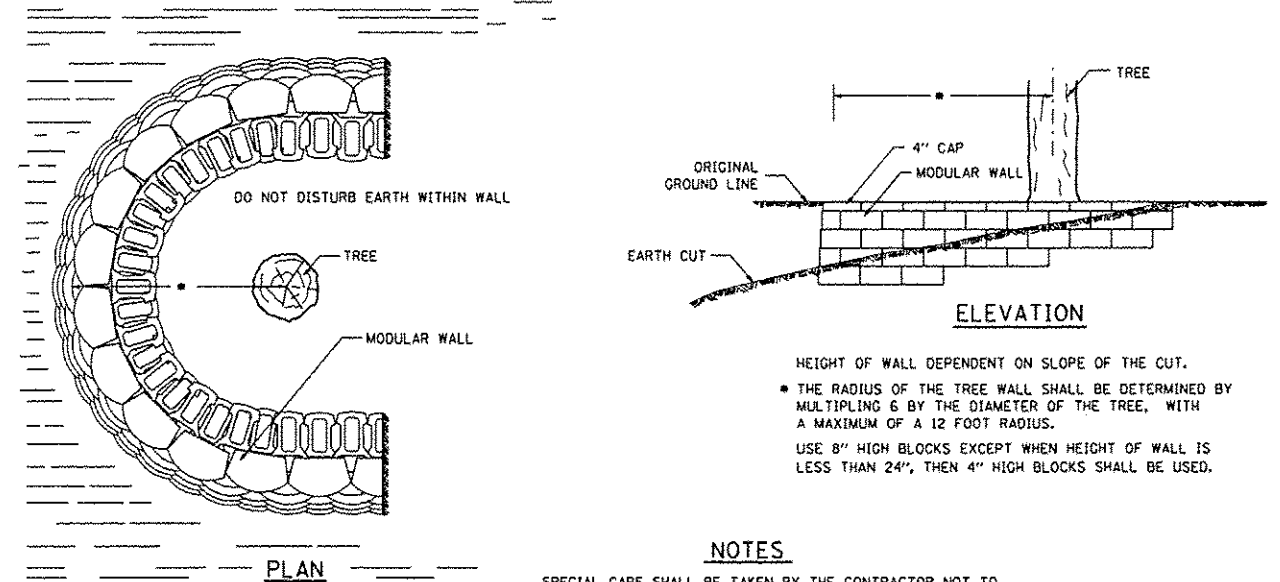 DO NOT DISTURB EARTH WITHIN WALL
TREE
MODULAR WALL
PLAN
TREE
*
4" CAP
MODULAR WALL
ORIGINAL
GROUND LINE
EARTH CUT
ELEVATION
HEIGHT OF WALL DEPENDENT ON SLOPE OF THE CUT.
* THE RADIUS OF THE TREE WALL SHALL BE DETERMINED BY
MULTIPLING 6 BY THE DIAMETER OF THE TREE, WITH
A MAXIMUM OF A 12 FOOT RADIUS.
USE 8" HIGH BLOCKS EXCEPT WHEN HEIGHT OF WALL IS
LESS THAN 24", THEN 4" HIGH BLOCKS SHALL BE USED.
NOTES
SPECIAL CARE SHALL BE TAKEN BY THE CONTRACTOR NOT TO